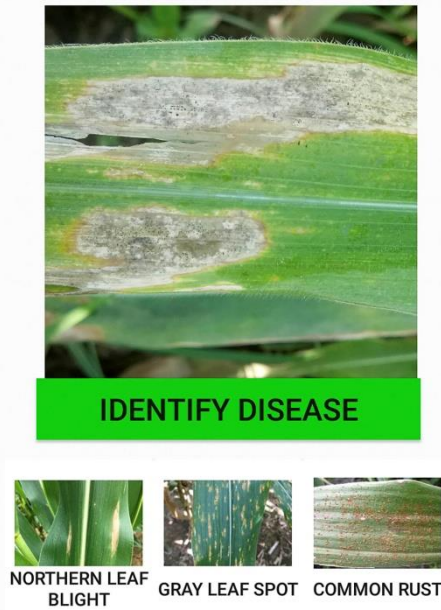 IDENTIFY DISEASE
NORTHERN LEAF
BLIGHT
GRAY LEAF SPOT
COMMON RUST